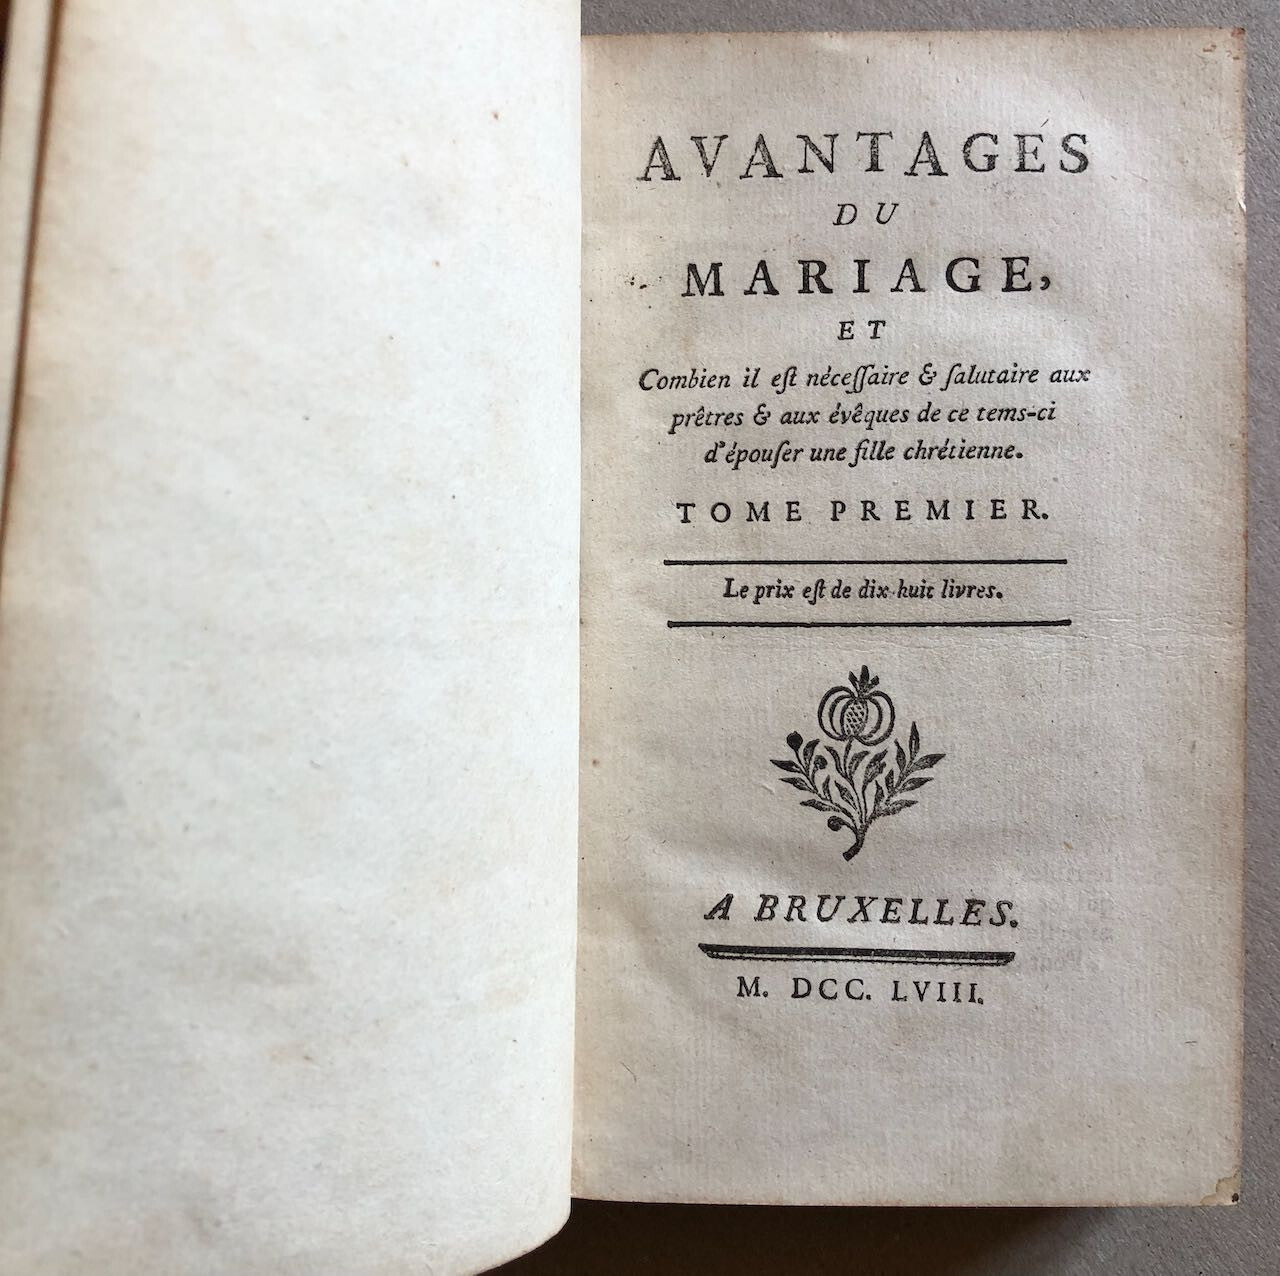 AVANTAGES
DU
MARIAGE,
ET
Combien il eſt néceſſaire & ſalutaire aux
prêtres & aux évêques de ce tems-ci
d'épouſer une fille chrétienne.
TOME PREMIER.
Le prix eſt de dix-huit livres.
A BRUXELLES.
M. DCC. LVIII.